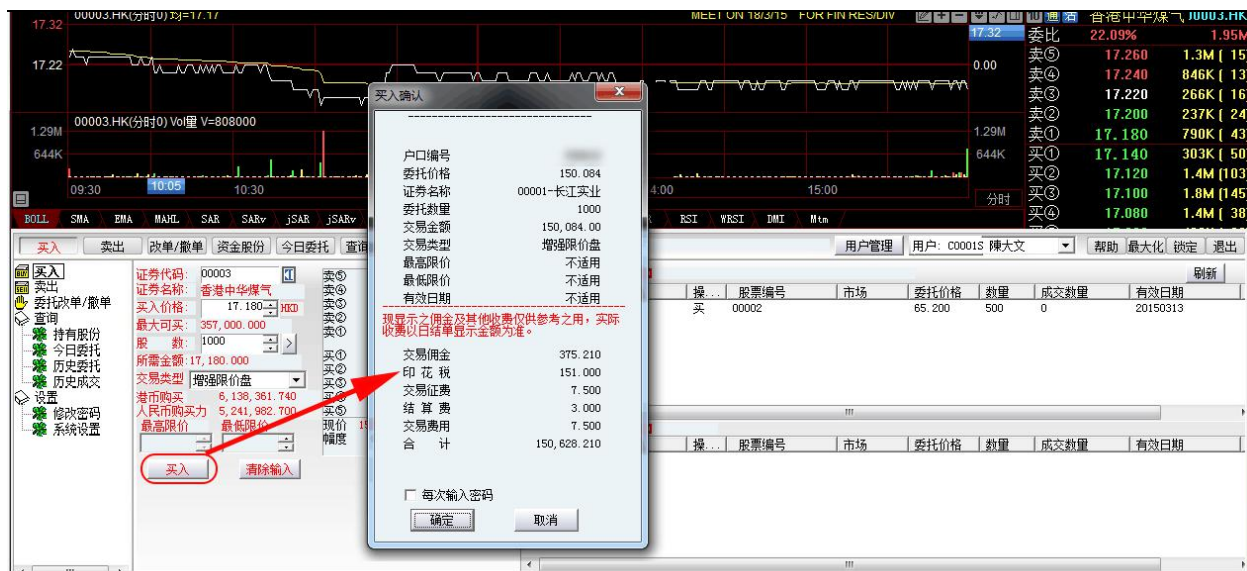 00003.HK(分时0) 均=17.17
MEET ON 18/3/15 FOR FIN RES/DIV
香港中华煤气
17.32
17.22
17.32
0.00
委比 22.09% 1.95M
卖⑤ 17.260 1.3M [ 15
卖④ 17.240 846K [ 13
卖③ 17.220 266K [ 16
卖② 17.200 237K [ 24
卖① 17.180 790K [ 43
买① 17.140 303K [ 50
买② 17.120 1.4M [103
买③ 17.100 1.8M [145
买④ 17.080 1.4M [ 38
00003.HK(分时0) Vol量 V=808000
1.29M
644K
1.29M
644K
09:30 10:05 10:30 4:00 15:00
分时
BOLL SMA EMA MAHL SAR SARv jSAR jSARv RSI WRSI DMI Mtm
买入 卖出 改单/撤单 资金股份 今日委托
用户管理 用户: C0001S 陳大文 帮助 最大化 锁定 退出
买入
卖出
委托改单/撤单
查询
持有股份
今日委托
历史委托
历史成交
设置
修改密码
系统设置
证券代码: 00003
证券名称: 香港中华煤气
买入价格: 17.180 HKD
最大可买: 357,000.000
股 数: 1000 >
所需金额:17,180.000
交易类型 增强限价盘
港币购买 6,138,361.740
人民币购买力 5,241,982.700
最高限价 最低限价
买入 清除输入
卖⑤
卖④
卖③
卖②
卖①
买①
买②
买③
买④
买⑤
现价
幅度
买入确认
户口编号
委托价格 150.084
证券名称 00001-长江实业
委托数量 1000
交易金额 150,084.00
交易类型 增强限价盘
最高限价 不适用
最低限价 不适用
有效日期 不适用
现显示之佣金及其他收费仅供参考之用，实际
收费以日结单显示金额为准。
交易佣金 375.210
印 花 税 151.000
交易征费 7.500
结 算 费 3.000
交易费用 7.500
合 计 150,628.210
每次输入密码
确定 取消
刷新
操... 股票编号 市场 委托价格 数量 成交数量 有效日期
买 00002 65.200 500 0 20150313
操... 股票编号 市场 委托价格 数量 成交数量 有效日期